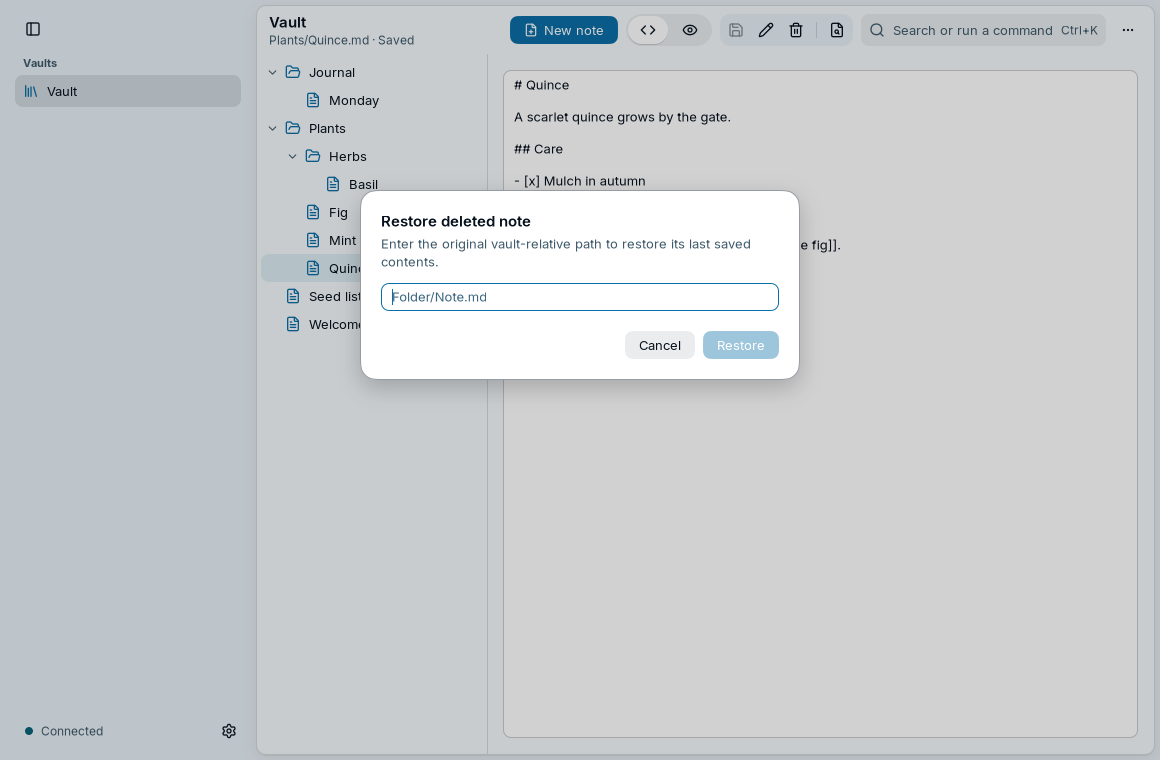 Vaults
Vault
Connected
Vault
Plants/Quince.md · Saved
New note
Search or run a command Ctrl+K
Journal
Monday
Plants
Herbs
Basil
Fig
Mint
Seed list
Welcome
# Quince
A scarlet quince grows by the gate.
## Care
- [x] Mulch in autumn
fig]].
Restore deleted note
Enter the original vault-relative path to restore its last saved
contents.
Folder/Note.md
Cancel
Restore